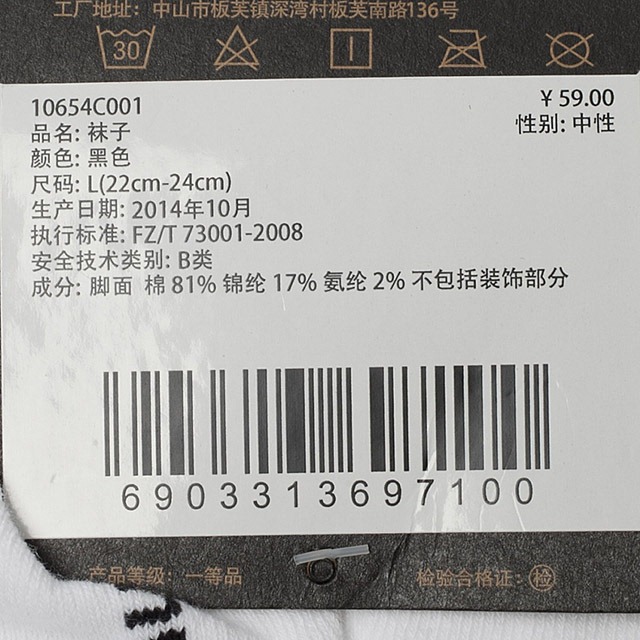 工厂地址: 中山市板芙镇深湾村板芙南路136号
30
10654C001
¥ 59.00
品名: 袜子
性别: 中性
颜色: 黑色
尺码: L(22cm-24cm)
生产日期: 2014年10月
执行标准: FZ/T 73001-2008
安全技术类别: B类
成分: 脚面 棉 81% 锦纶 17% 氨纶 2% 不包括装饰部分
6903313697100
产品等级: 一等品
检验合格证: 检